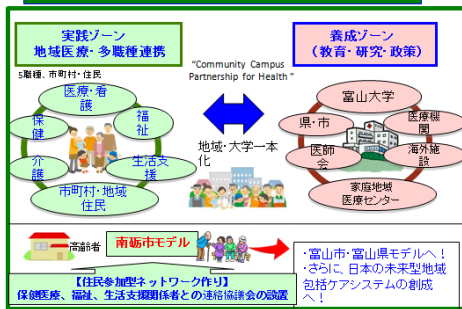 実践ゾーン
地域医療・多職種連携
5職種、市町村・住民
医療・看
護
保
健
福
祉
介
護
生活支
援
市町村・地域
住民
"Community Campus
Partnership for Health"
地域・大学一体
化
養成ゾーン
(教育・研究・政策)
富山大学
県・市
医療機
関
医師
会
海外施
設
家庭地域
医療センター
高齢者
南砺市モデル
【住民参加型ネットワーク作り】
保健医療、福祉、生活支援関係者との連絡協議会の設置
・富山市・富山県モデルへ！
・さらに、日本の未来型地域
包括ケアシステムの創成
へ！